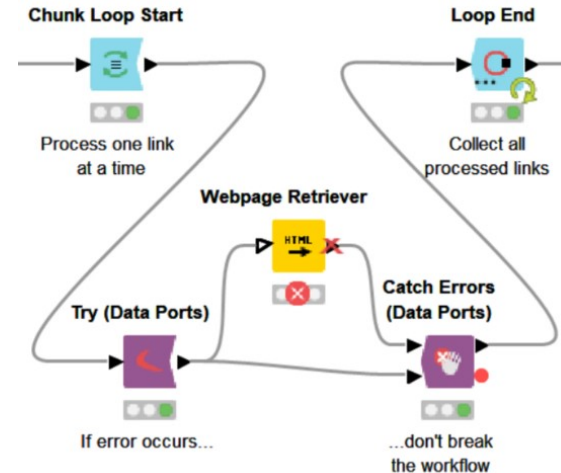 Chunk Loop Start
Loop End
Process one link
at a time
Collect all
processed links
Webpage Retriever
HTML
Try (Data Ports)
Catch Errors
(Data Ports)
If error occurs...
...don't break
the workflow